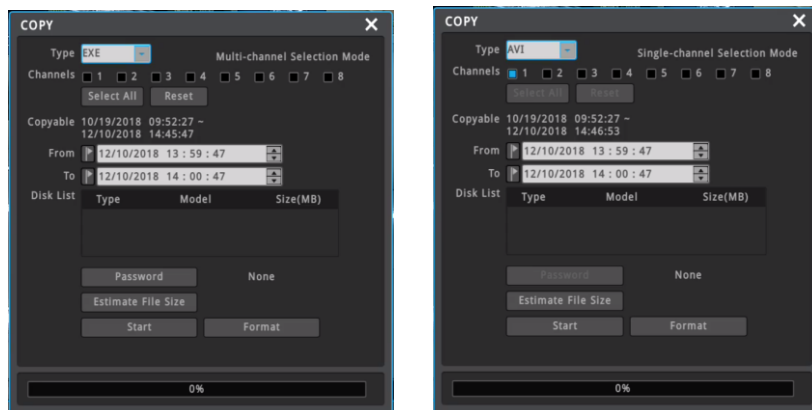 COPY
Type EXE Multi-channel Selection Mode
Channels 1 2 3 4 5 6 7 8
Select All Reset
Copyable 10/19/2018 09:52:27 ~
12/10/2018 14:45:47
From 12/10/2018 13 : 59 : 47
To 12/10/2018 14 : 00 : 47
Disk List Type Model Size(MB)
Password None
Estimate File Size
Start Format
0%
COPY
Type AVI Single-channel Selection Mode
Channels 1 2 3 4 5 6 7 8
Select All Reset
Copyable 10/19/2018 09:52:27 ~
12/10/2018 14:46:53
From 12/10/2018 13 : 59 : 47
To 12/10/2018 14 : 00 : 47
Disk List Type Model Size(MB)
Password None
Estimate File Size
Start Format
0%